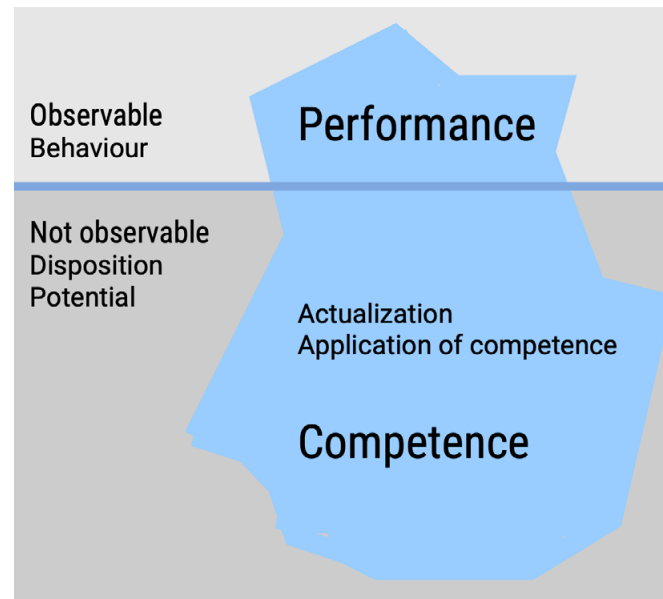 Observable
Behaviour
Performance
Not observable
Disposition
Potential
Actualization
Application of competence
Competence